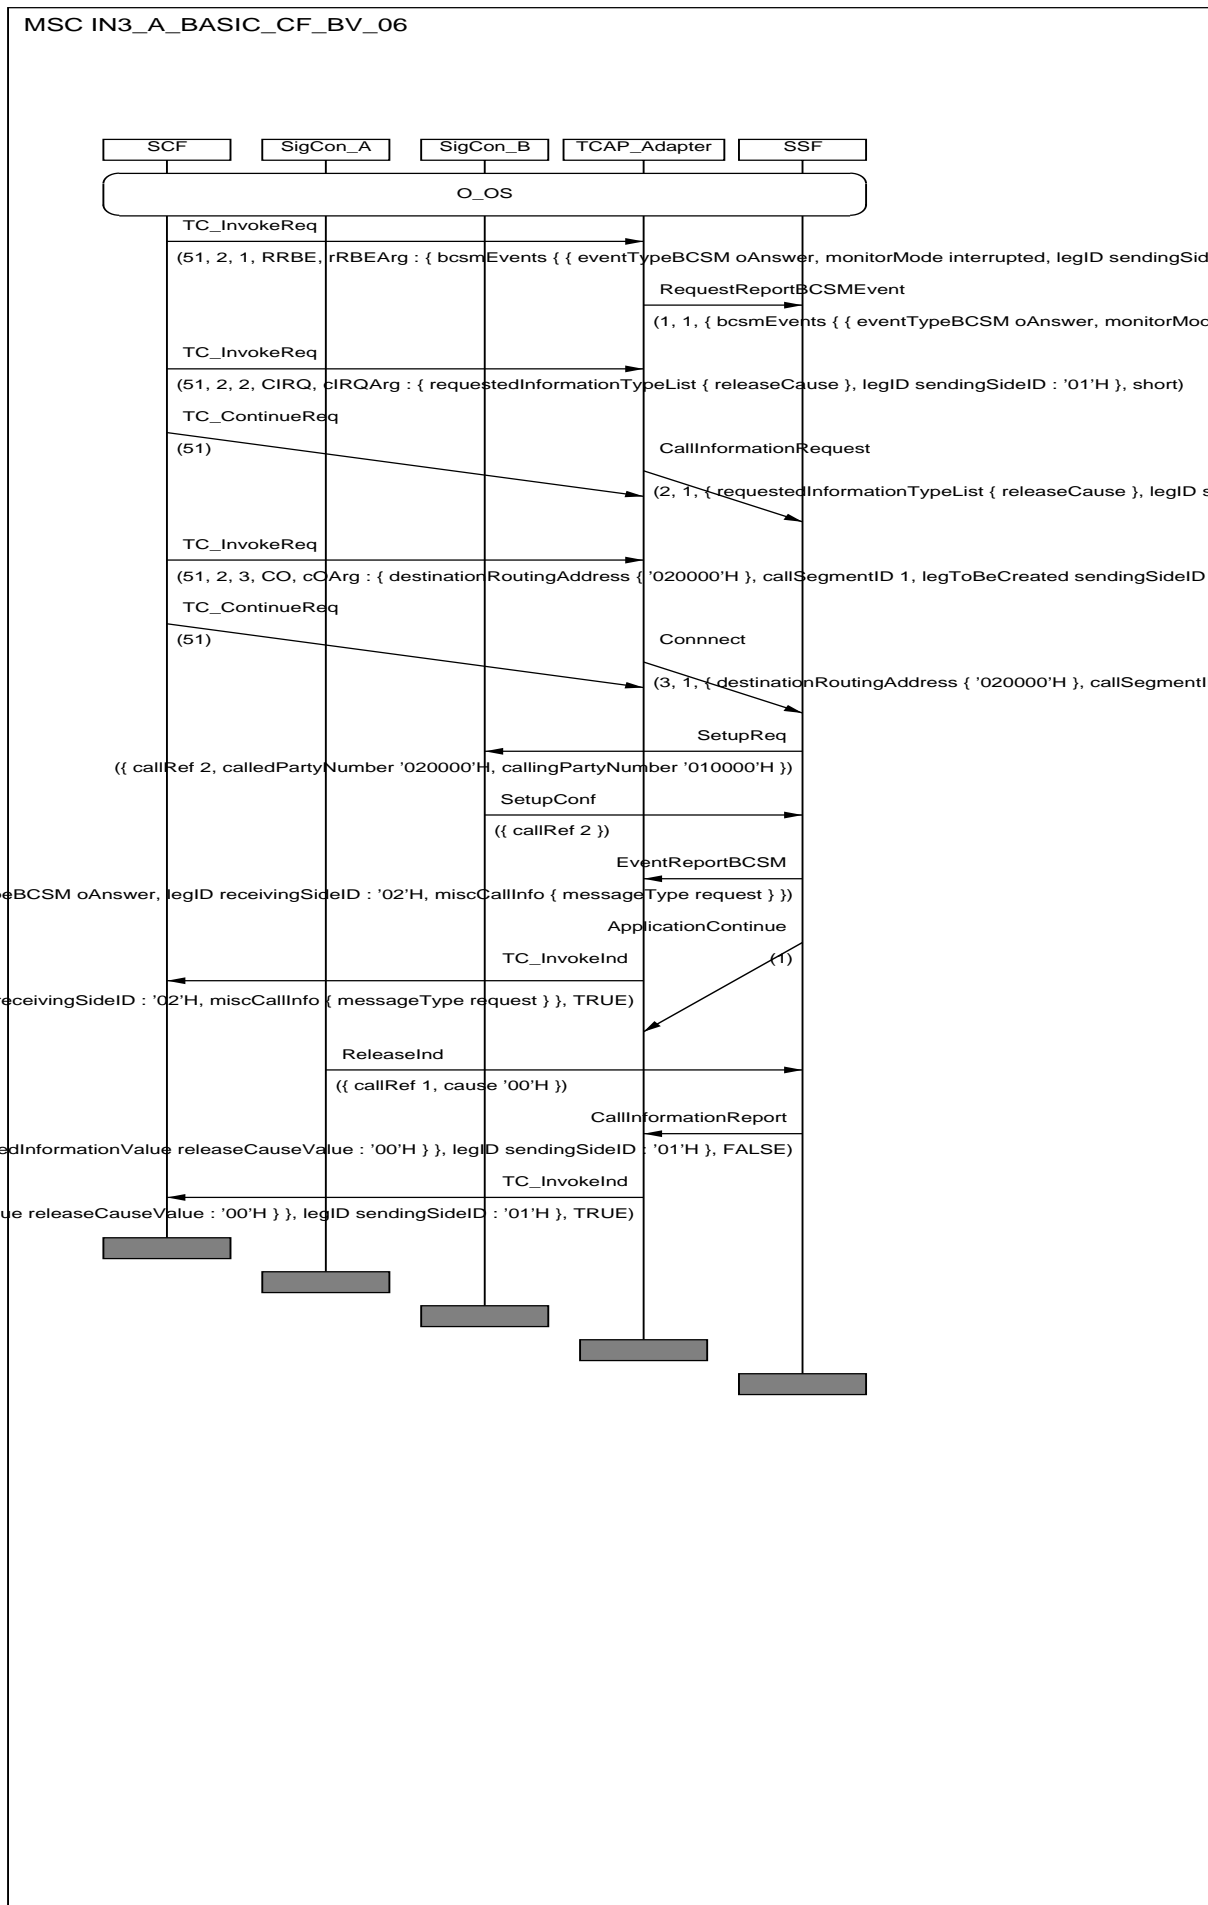 MSC IN3_A_BASIC_CF_BV_06
SCF SigCon_A SigCon_B TCAP_Adapter SSF
O_OS
TC_InvokeReq
(51, 2, 1, RRBE, rRBEArg : { bcsmEvents { { eventTypeBCSM oAnswer, monitorMode interrupted, legID sendingSid
RequestReportBCSMEvent
(1, 1, { bcsmEvents { { eventTypeBCSM oAnswer, monitorMod
TC_InvokeReq
(51, 2, 2, CIRQ, cIRQArg : { requestedInformationTypeList { releaseCause }, legID sendingSideID : '01'H }, short)
TC_ContinueReq
(51)
CallInformationRequest
(2, 1, { requestedInformationTypeList { releaseCause }, legID s
TC_InvokeReq
(51, 2, 3, CO, cOArg : { destinationRoutingAddress { '020000'H }, callSegmentID 1, legToBeCreated sendingSideID
TC_ContinueReq
(51)
Connnect
(3, 1, { destinationRoutingAddress { '020000'H }, callSegmentI
SetupReq
({ callRef 2, calledPartyNumber '020000'H, callingPartyNumber '010000'H })
SetupConf
({ callRef 2 })
EventReportBCSM
eBCSM oAnswer, legID receivingSideID : '02'H, miscCallInfo { messageType request } })
ApplicationContinue
(1)
TC_InvokeInd
eceivingSideID : '02'H, miscCallInfo { messageType request } }, TRUE)
ReleaseInd
({ callRef 1, cause '00'H })
CallInformationReport
edInformationValue releaseCauseValue : '00'H } }, legID sendingSideID : '01'H }, FALSE)
TC_InvokeInd
ue releaseCauseValue : '00'H } }, legID sendingSideID : '01'H }, TRUE)